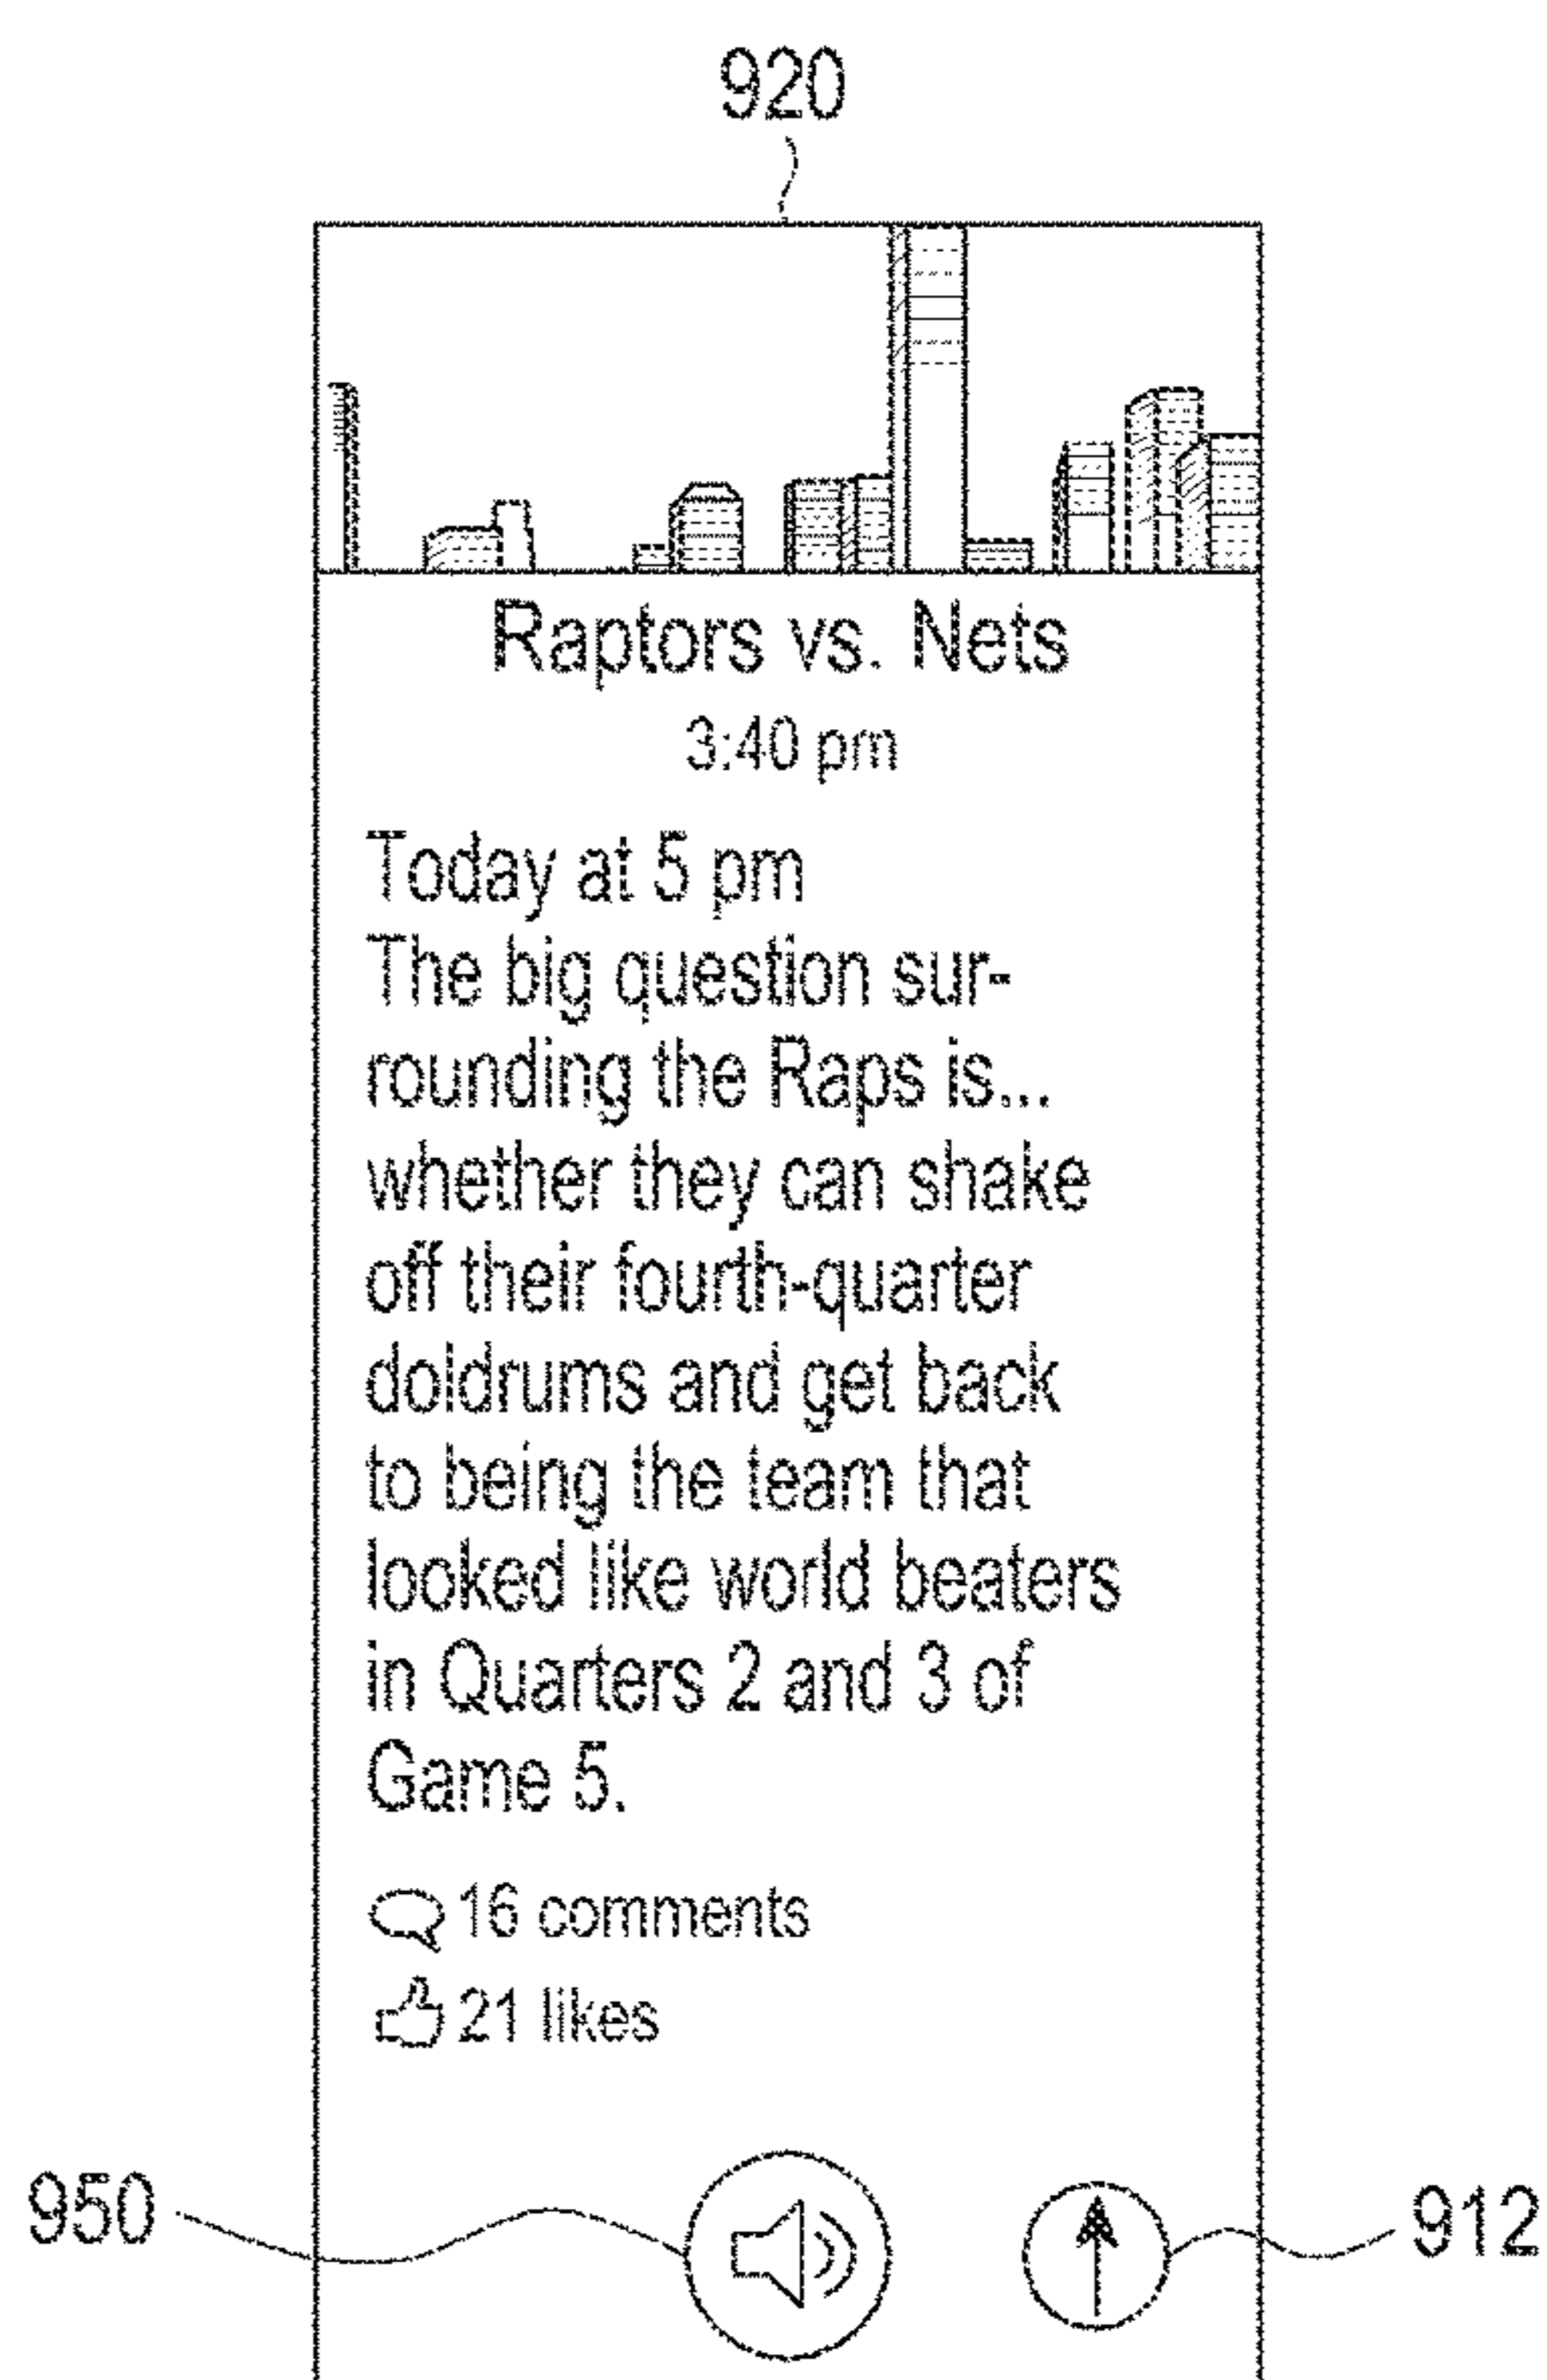 920
Raptors vs. Nets
3:40 pm
Today at 5 pm
The big question sur-
rounding the Raps is...
whether they can shake
off their fourth-quarter
doldrums and get back
to being the team that
looked like world beaters
in Quarters 2 and 3 of
Game 5.
16 comments
21 likes
950
912